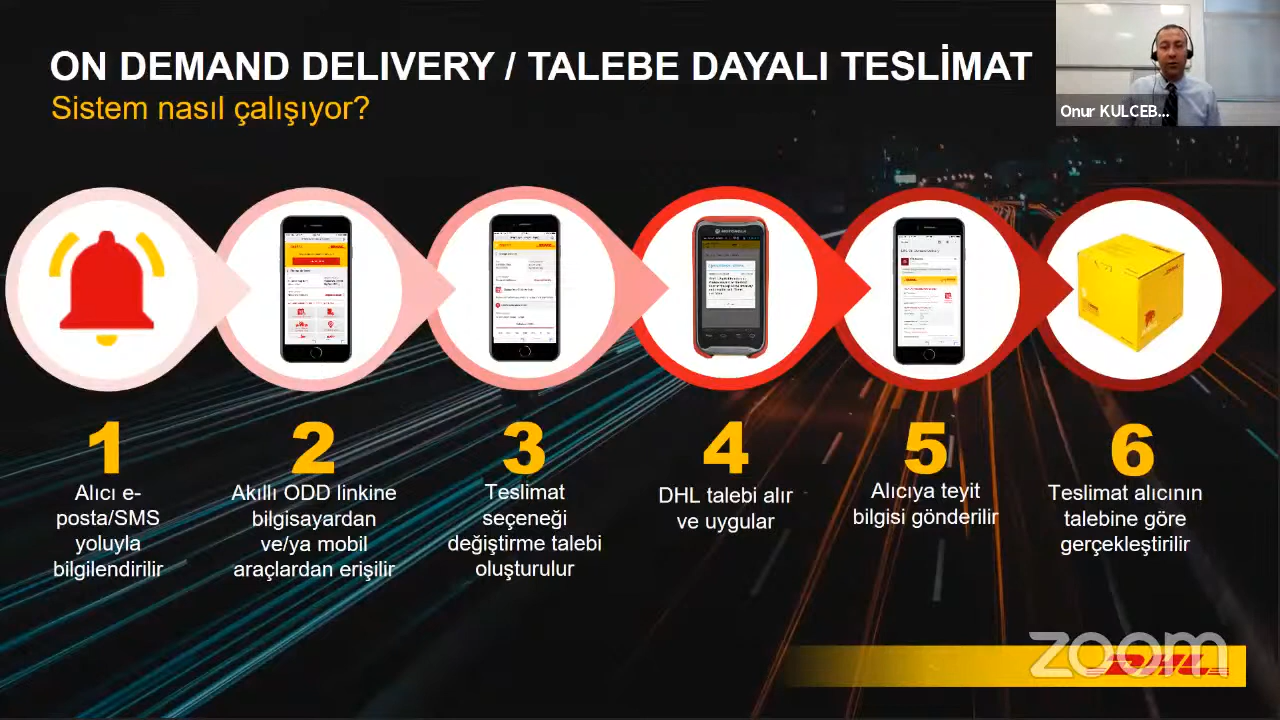 ON DEMAND DELIVERY / TALEBE DAYALI TESLİMAT
Sistem nasıl çalışıyor?
Onur KULCEB...
1
Alıcı e-
posta/SMS
yoluyla
bilgilendirilir
2
Akıllı ODD linkine
bilgisayardan
ve/ya mobil
araçlardan erişilir
3
Teslimat
seçeneği
değiştirme talebi
oluşturulur
MOTOROLA
4
DHL talebi alır
ve uygular
5
Alıcıya teyit
bilgisi gönderilir
6
Teslimat alıcının
talebine göre
gerçekleştirilir
zoom
DHL